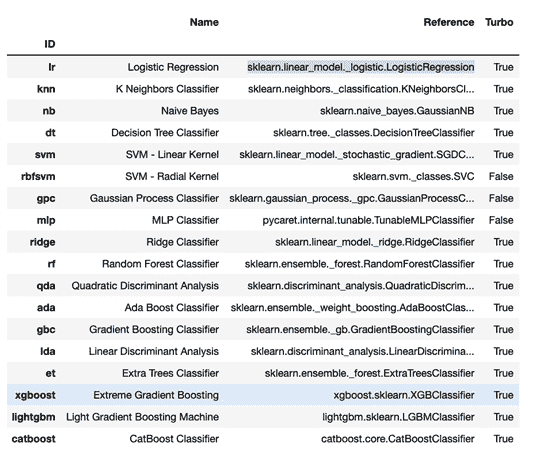 Name Reference Turbo
ID
lr Logistic Regression sklearn.linear_model._logistic.LogisticRegression True
knn K Neighbors Classifier sklearn.neighbors._classification.KNeighborsCl... True
nb Naive Bayes sklearn.naive_bayes.GaussianNB True
dt Decision Tree Classifier sklearn.tree._classes.DecisionTreeClassifier True
svm SVM - Linear Kernel sklearn.linear_model._stochastic_gradient.SGDC... True
rbfsvm SVM - Radial Kernel sklearn.svm._classes.SVC False
gpc Gaussian Process Classifier sklearn.gaussian_process._gpc.GaussianProcessC... False
mlp MLP Classifier pycaret.internal.tunable.TunableMLPClassifier False
ridge Ridge Classifier sklearn.linear_model._ridge.RidgeClassifier True
rf Random Forest Classifier sklearn.ensemble._forest.RandomForestClassifier True
qda Quadratic Discriminant Analysis sklearn.discriminant_analysis.QuadraticDiscrim... True
ada Ada Boost Classifier sklearn.ensemble._weight_boosting.AdaBoostClas... True
gbc Gradient Boosting Classifier sklearn.ensemble._gb.GradientBoostingClassifier True
lda Linear Discriminant Analysis sklearn.discriminant_analysis.LinearDiscrimina... True
et Extra Trees Classifier sklearn.ensemble._forest.ExtraTreesClassifier True
xgboost Extreme Gradient Boosting xgboost.sklearn.XGBClassifier True
lightgbm Light Gradient Boosting Machine lightgbm.sklearn.LGBMClassifier True
catboost CatBoost Classifier catboost.core.CatBoostClassifier True